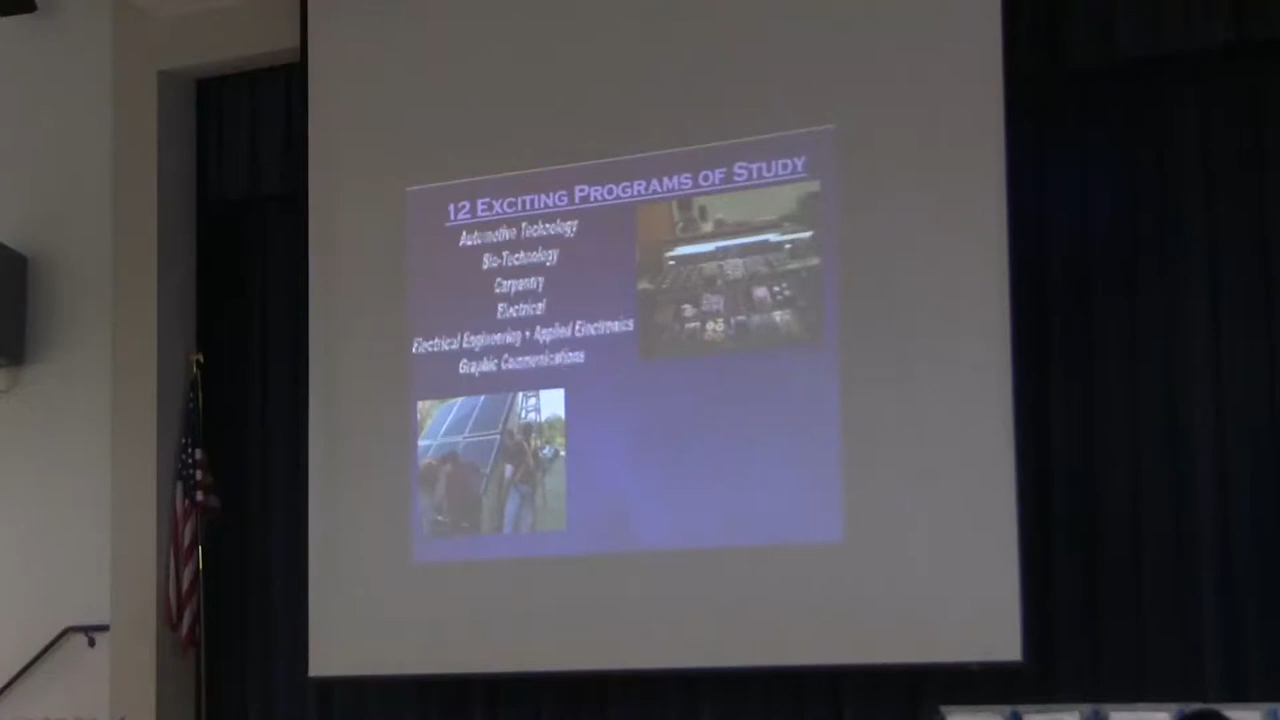 12 Exciting Programs of Study
Automotive Technology
Bio-Technology
Carpentry
Electrical
Electrical Engineering + Applied Electronics
Graphic Communications